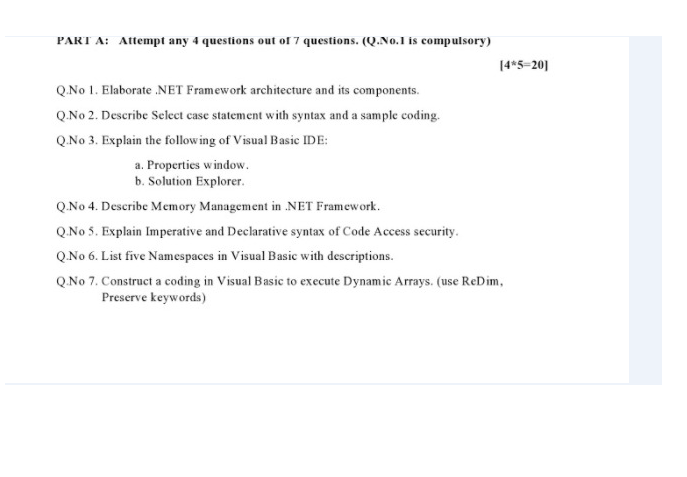 PART A: Attempt any 4 questions out of 7 questions. (Q.No.1 is compulsory)
[4*5=20]
Q.No 1. Elaborate .NET Framework architecture and its components.
Q.No 2. Describe Select case statement with syntax and a sample coding.
Q.No 3. Explain the following of Visual Basic IDE:
a. Properties window.
b. Solution Explorer.
Q.No 4. Describe Memory Management in .NET Framework.
Q.No 5. Explain Imperative and Declarative syntax of Code Access security.
Q.No 6. List five Namespaces in Visual Basic with descriptions.
Q.No 7. Construct a coding in Visual Basic to execute Dynamic Arrays. (use ReDim,
Preserve keywords)